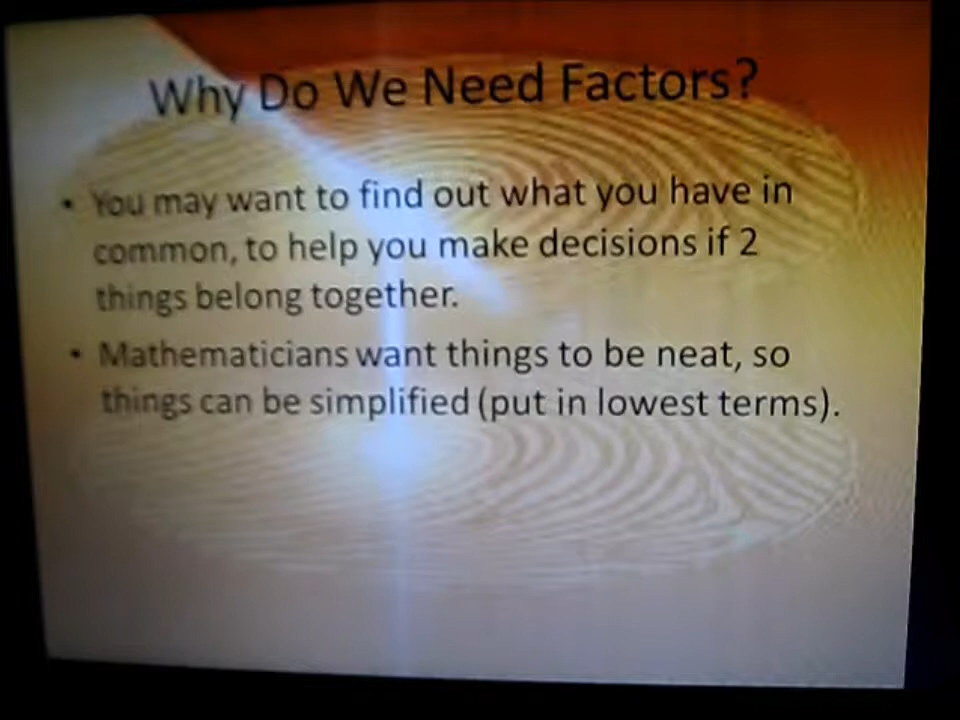 Why Do We Need Factors?
• You may want to find out what you have in
common, to help you make decisions if 2
things belong together.
• Mathematicians want things to be neat, so
things can be simplified (put in lowest terms).